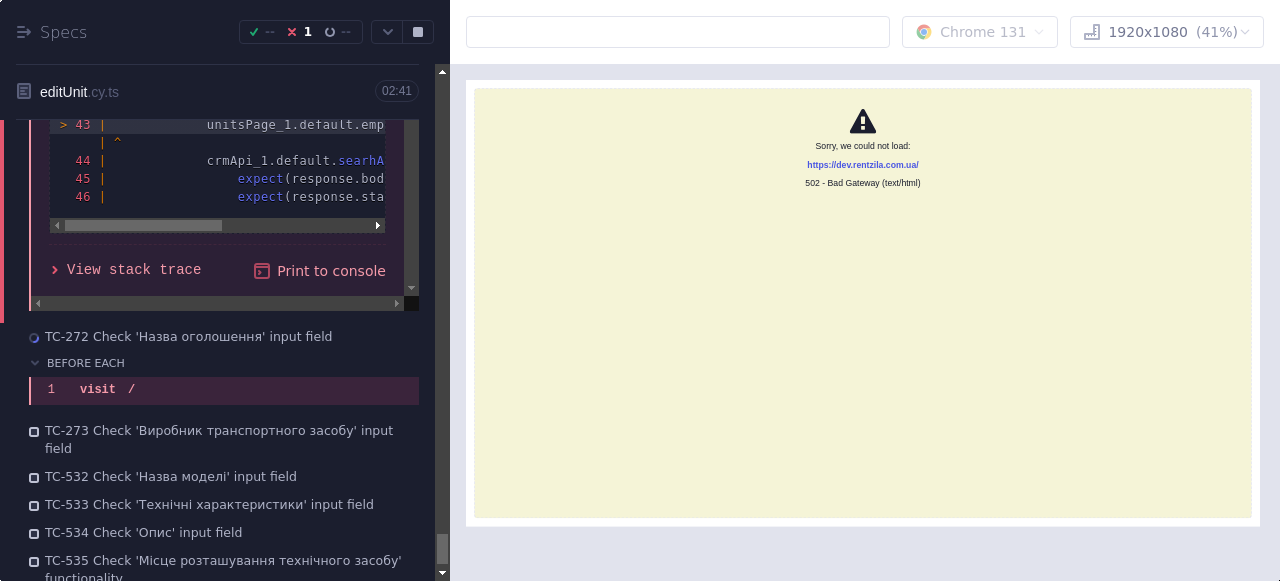 Specs
--
1
--
Chrome 131
1920x1080 (41%)
editUnit.cy.ts
02:41
> 43 | unitsPage_1.default.emp
| ^
44 | crmApi_1.default.searhA
45 | expect(response.bod
46 | expect(response.sta
View stack trace
Print to console
TC-272 Check 'Назва оголошення' input field
BEFORE EACH
1 visit /
TC-273 Check 'Виробник транспортного засобу' input
field
TC-532 Check 'Назва моделі' input field
TC-533 Check 'Технічні характеристики' input field
TC-534 Check 'Опис' input field
TC-535 Check 'Місце розташування технічного засобу'
functionality
Sorry, we could not load:
https://dev.rentzila.com.ua/
502 - Bad Gateway (text/html)